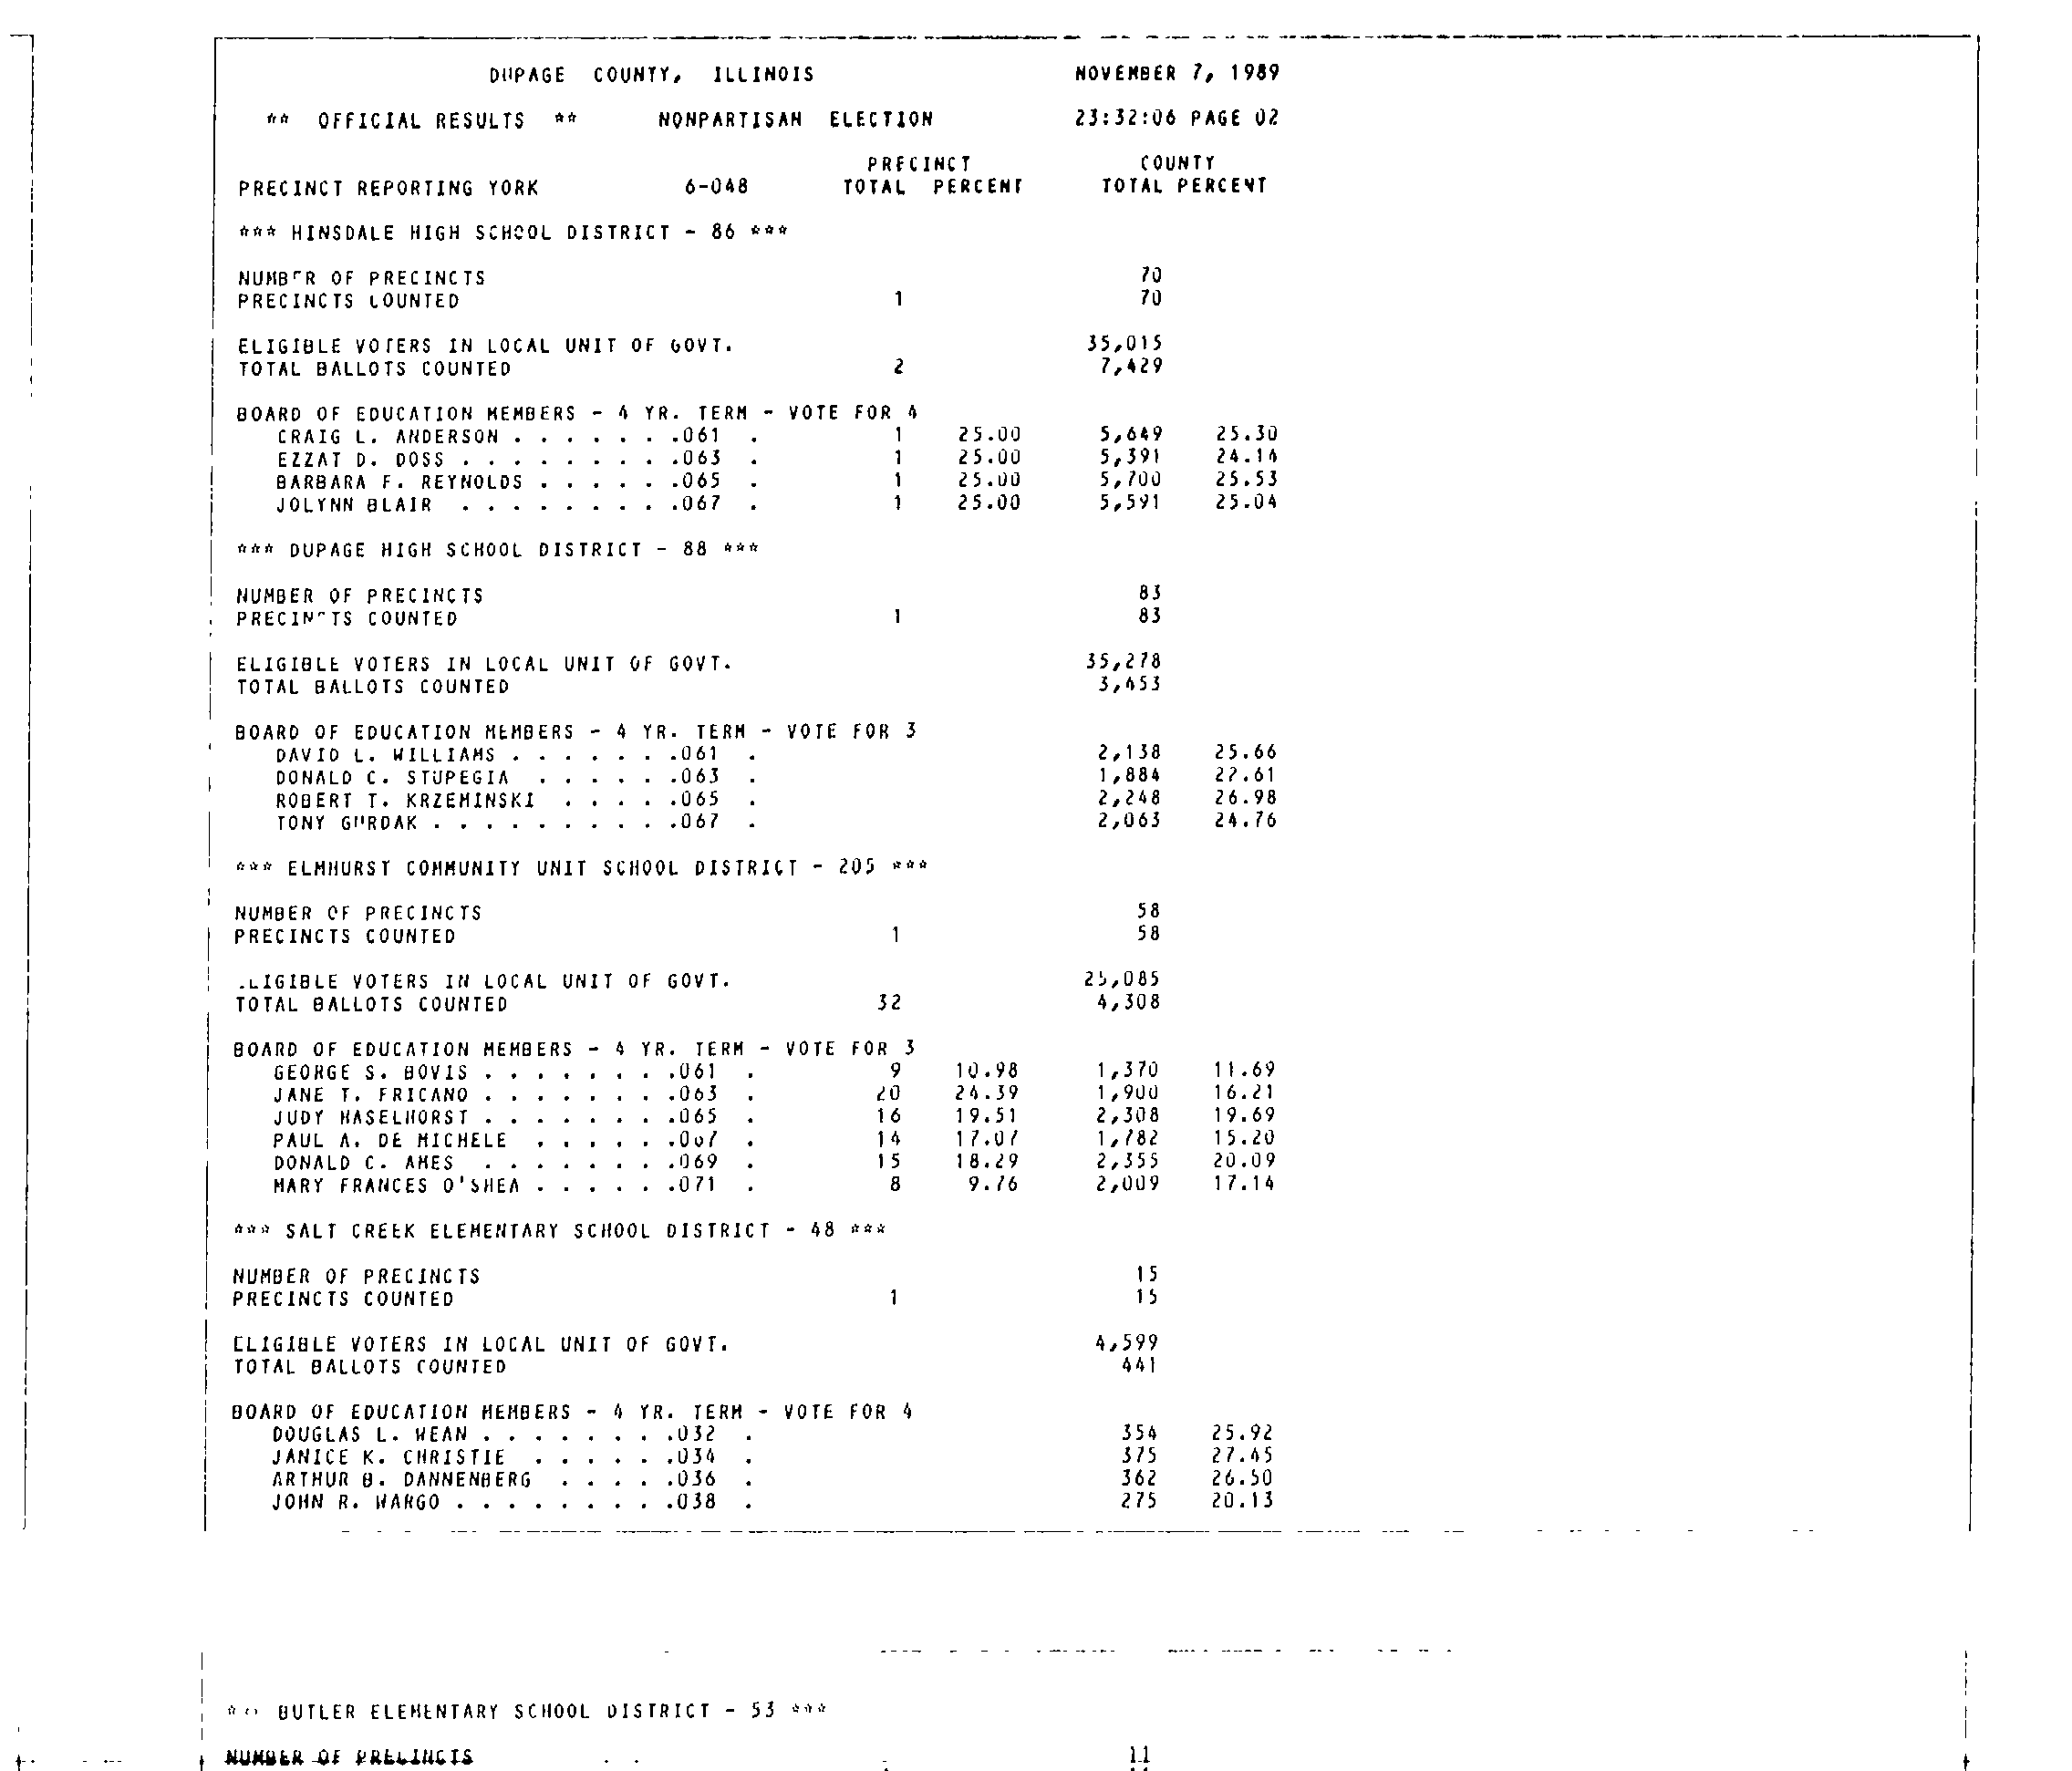 DUPAGE COUNTY, ILLINOIS NOVEMBER 7, 1989
** OFFICIAL RESULTS ** NONPARTISAN ELECTION 23:32:06 PAGE 02
PRECINCT COUNTY
PRECINCT REPORTING YORK 6-048 TOTAL PERCENT TOTAL PERCENT
*** HINSDALE HIGH SCHOOL DISTRICT - 86 ***
NUMBER OF PRECINCTS 70
PRECINCTS COUNTED 1 70
ELIGIBLE VOTERS IN LOCAL UNIT OF GOVT. 35,015
TOTAL BALLOTS COUNTED 2 7,429
BOARD OF EDUCATION MEMBERS - 4 YR. TERM - VOTE FOR 4
CRAIG L. ANDERSON . . . . . . .061 . 1 25.00 5,649 25.30
EZZAT D. DOSS . . . . . . . . .063 . 1 25.00 5,391 24.14
BARBARA F. REYNOLDS . . . . . .065 . 1 25.00 5,700 25.53
JOLYNN BLAIR . . . . . . . . .067 . 1 25.00 5,591 25.04
*** DUPAGE HIGH SCHOOL DISTRICT - 88 ***
NUMBER OF PRECINCTS 83
PRECINCTS COUNTED 1 83
ELIGIBLE VOTERS IN LOCAL UNIT OF GOVT. 35,278
TOTAL BALLOTS COUNTED 3,453
BOARD OF EDUCATION MEMBERS - 4 YR. TERM - VOTE FOR 3
DAVID L. WILLIAMS . . . . . . .061 . 2,138 25.66
DONALD C. STUPEGIA . . . . . .063 . 1,884 22.61
ROBERT T. KRZEMINSKI . . . . .065 . 2,248 26.98
TONY GURDAK . . . . . . . . . .067 . 2,063 24.76
*** ELMHURST COMMUNITY UNIT SCHOOL DISTRICT - 205 ***
NUMBER OF PRECINCTS 58
PRECINCTS COUNTED 1 58
ELIGIBLE VOTERS IN LOCAL UNIT OF GOVT. 25,085
TOTAL BALLOTS COUNTED 32 4,308
BOARD OF EDUCATION MEMBERS - 4 YR. TERM - VOTE FOR 3
GEORGE S. BOVIS . . . . . . . .061 . 9 10.98 1,370 11.69
JANE T. FRICANO . . . . . . . .063 . 20 24.39 1,900 16.21
JUDY HASELHORST . . . . . . . .065 . 16 19.51 2,308 19.69
PAUL A. DE MICHELE . . . . . .067 . 14 17.07 1,782 15.20
DONALD C. AMES . . . . . . . .069 . 15 18.29 2,355 20.09
MARY FRANCES O'SHEA . . . . . .071 . 8 9.76 2,009 17.14
*** SALT CREEK ELEMENTARY SCHOOL DISTRICT - 48 ***
NUMBER OF PRECINCTS 15
PRECINCTS COUNTED 1 15
ELIGIBLE VOTERS IN LOCAL UNIT OF GOVT. 4,599
TOTAL BALLOTS COUNTED 441
BOARD OF EDUCATION MEMBERS - 4 YR. TERM - VOTE FOR 4
DOUGLAS L. WEAN . . . . . . . .032 . 354 25.92
JANICE K. CHRISTIE . . . . . .034 . 375 27.45
ARTHUR B. DANNENBERG . . . . .036 . 362 26.50
JOHN R. WARGO . . . . . . . . .038 . 275 20.13
*** BUTLER ELEMENTARY SCHOOL DISTRICT - 53 ***
NUMBER OF PRECINCTS 11